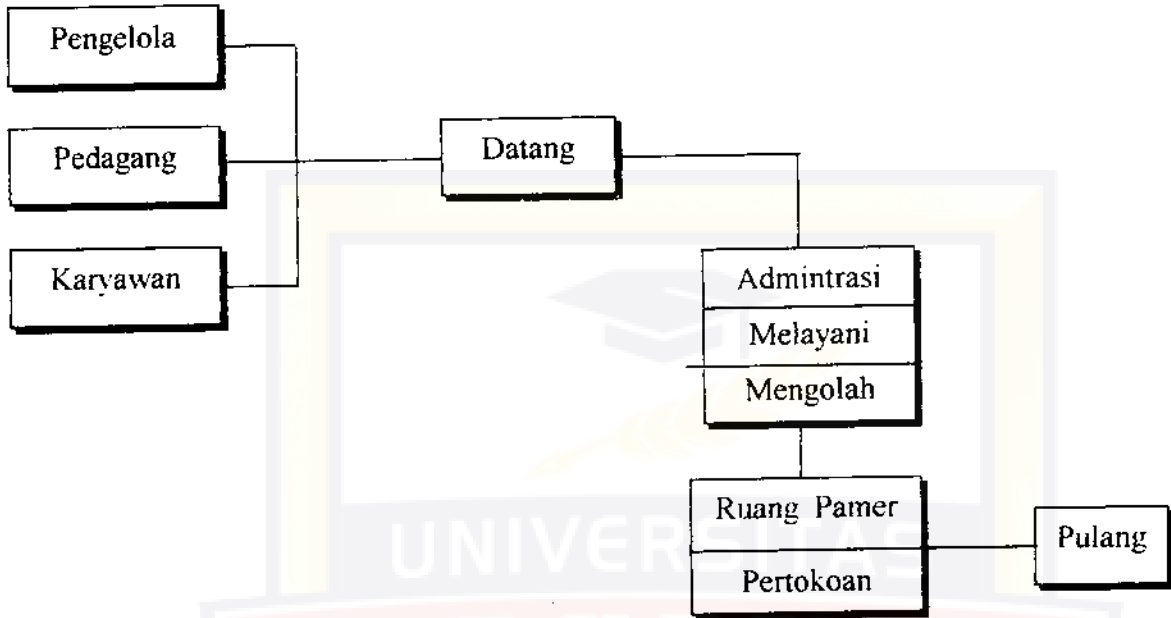 Pengelola
Pedagang
Karyawan
Datang
Admintrasi
Melayani
Mengolah
Ruang Pamer
Pertokoan
Pulang
UNIVERSITAS